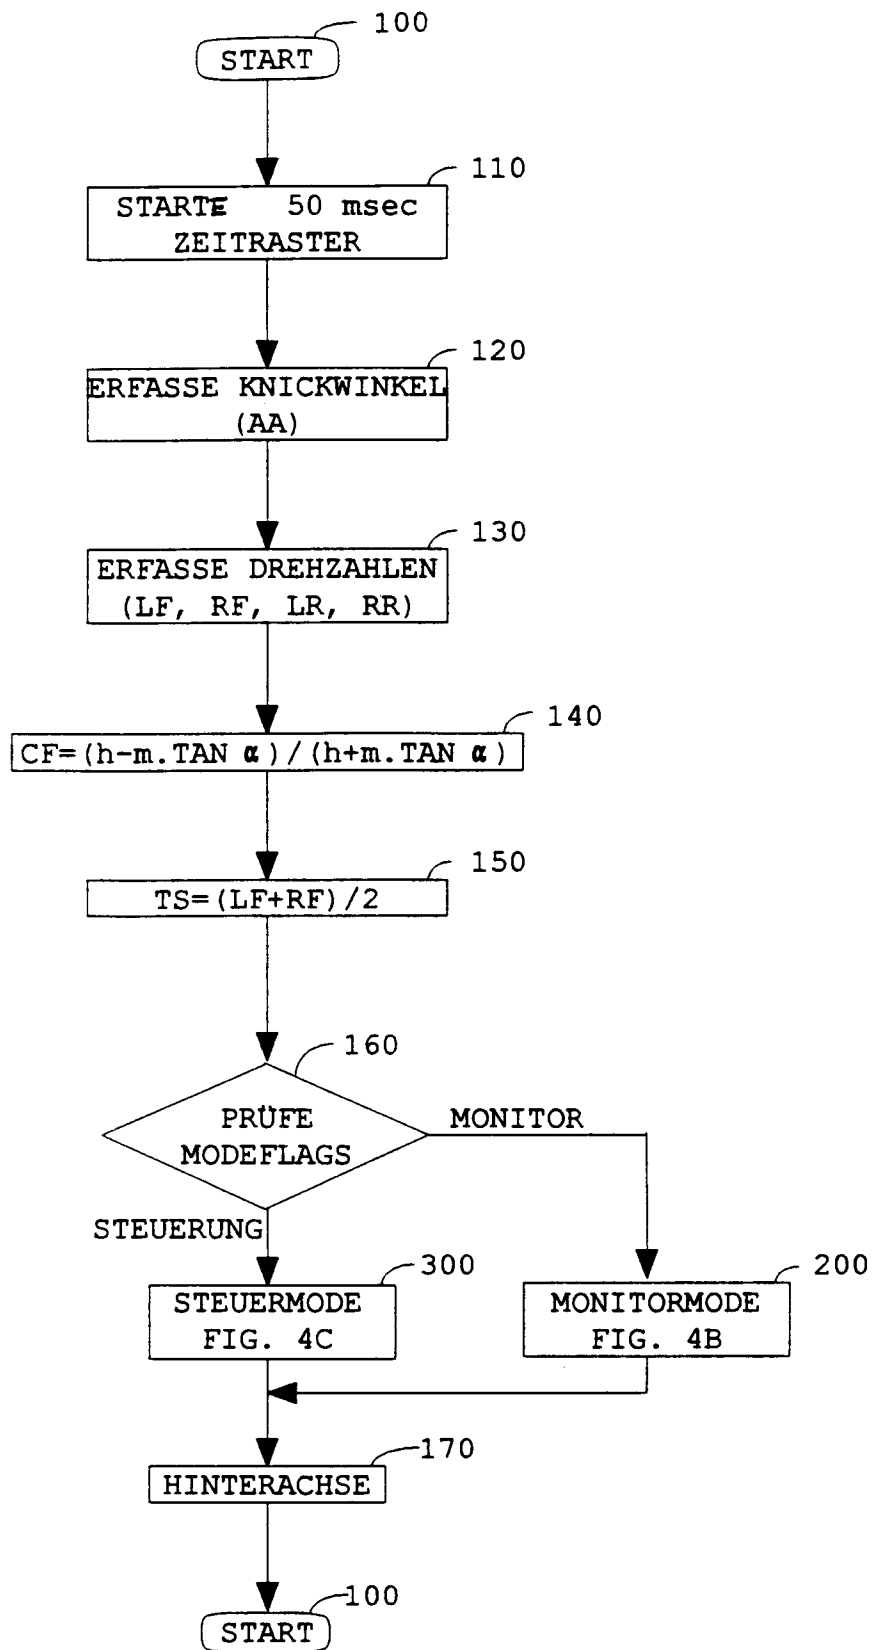 100
START
110
STARTE 50 msec
ZEITRASTER
120
ERFASSE KNICKWINKEL
(AA)
130
ERFASSE DREHZAHLEN
(LF, RF, LR, RR)
140
CF=(h-m.TAN α)/(h+m.TAN α)
150
TS=(LF+RF)/2
160
PRÜFE
MODEFLAGS
MONITOR
STEUERUNG
300
STEUERMODE
FIG. 4C
200
MONITORMODE
FIG. 4B
170
HINTERACHSE
100
START